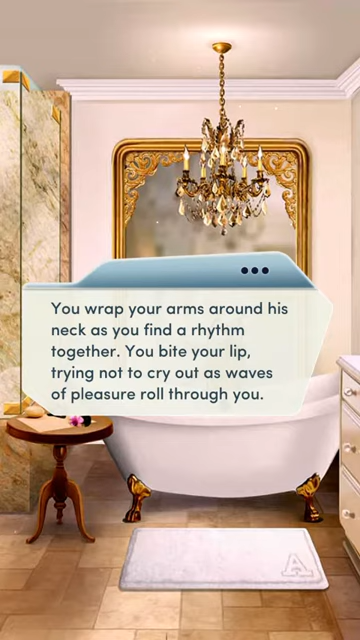 You wrap your arms around his
neck as you find a rhythm
together. You bite your lip,
trying not to cry out as waves
of pleasure roll through you.
A